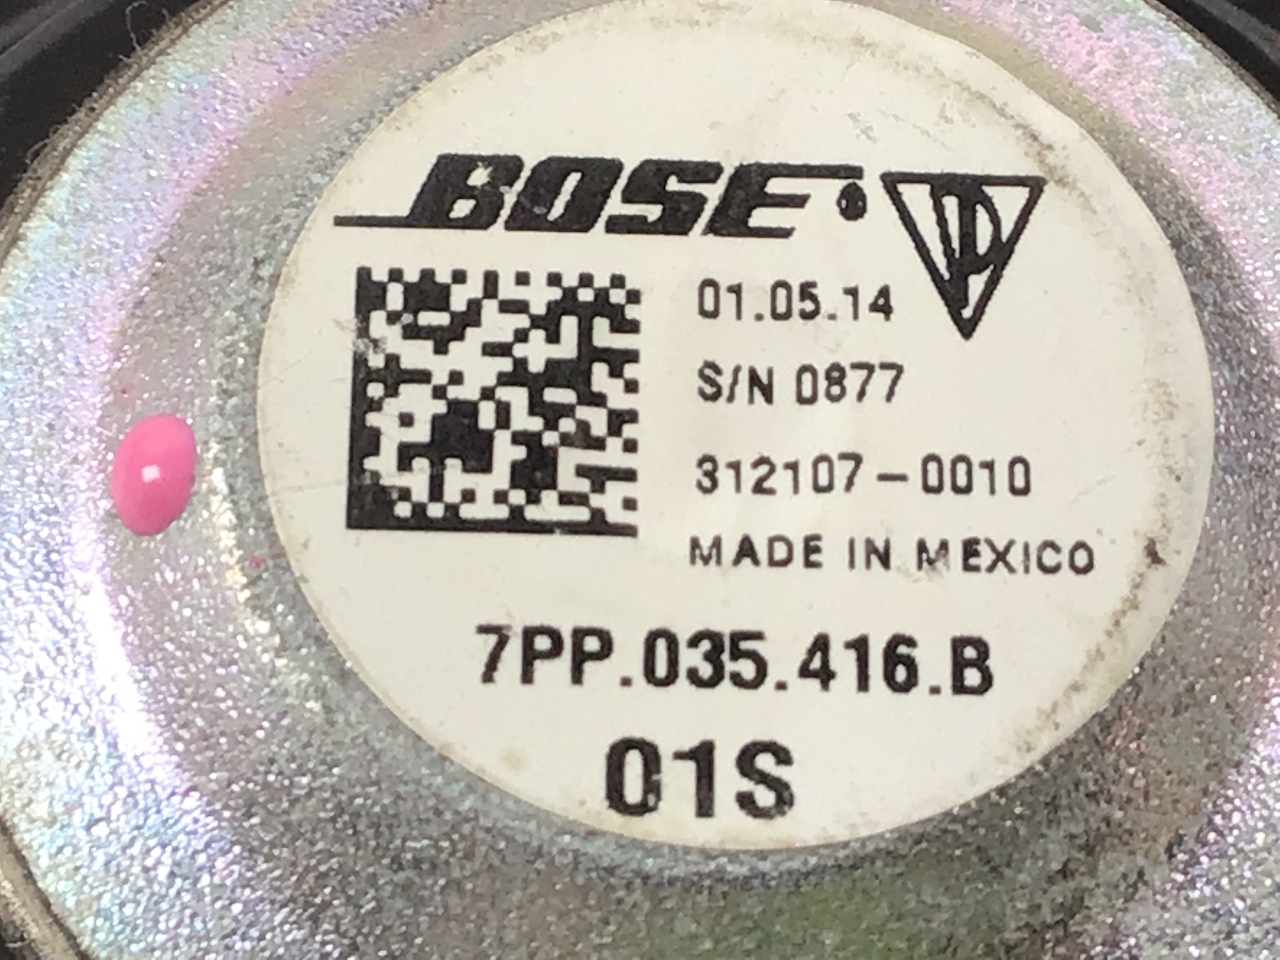 BOSE®
01.05.14
S/N 0877
312107-0010
MADE IN MEXICO
7PP.035.416.B
01S